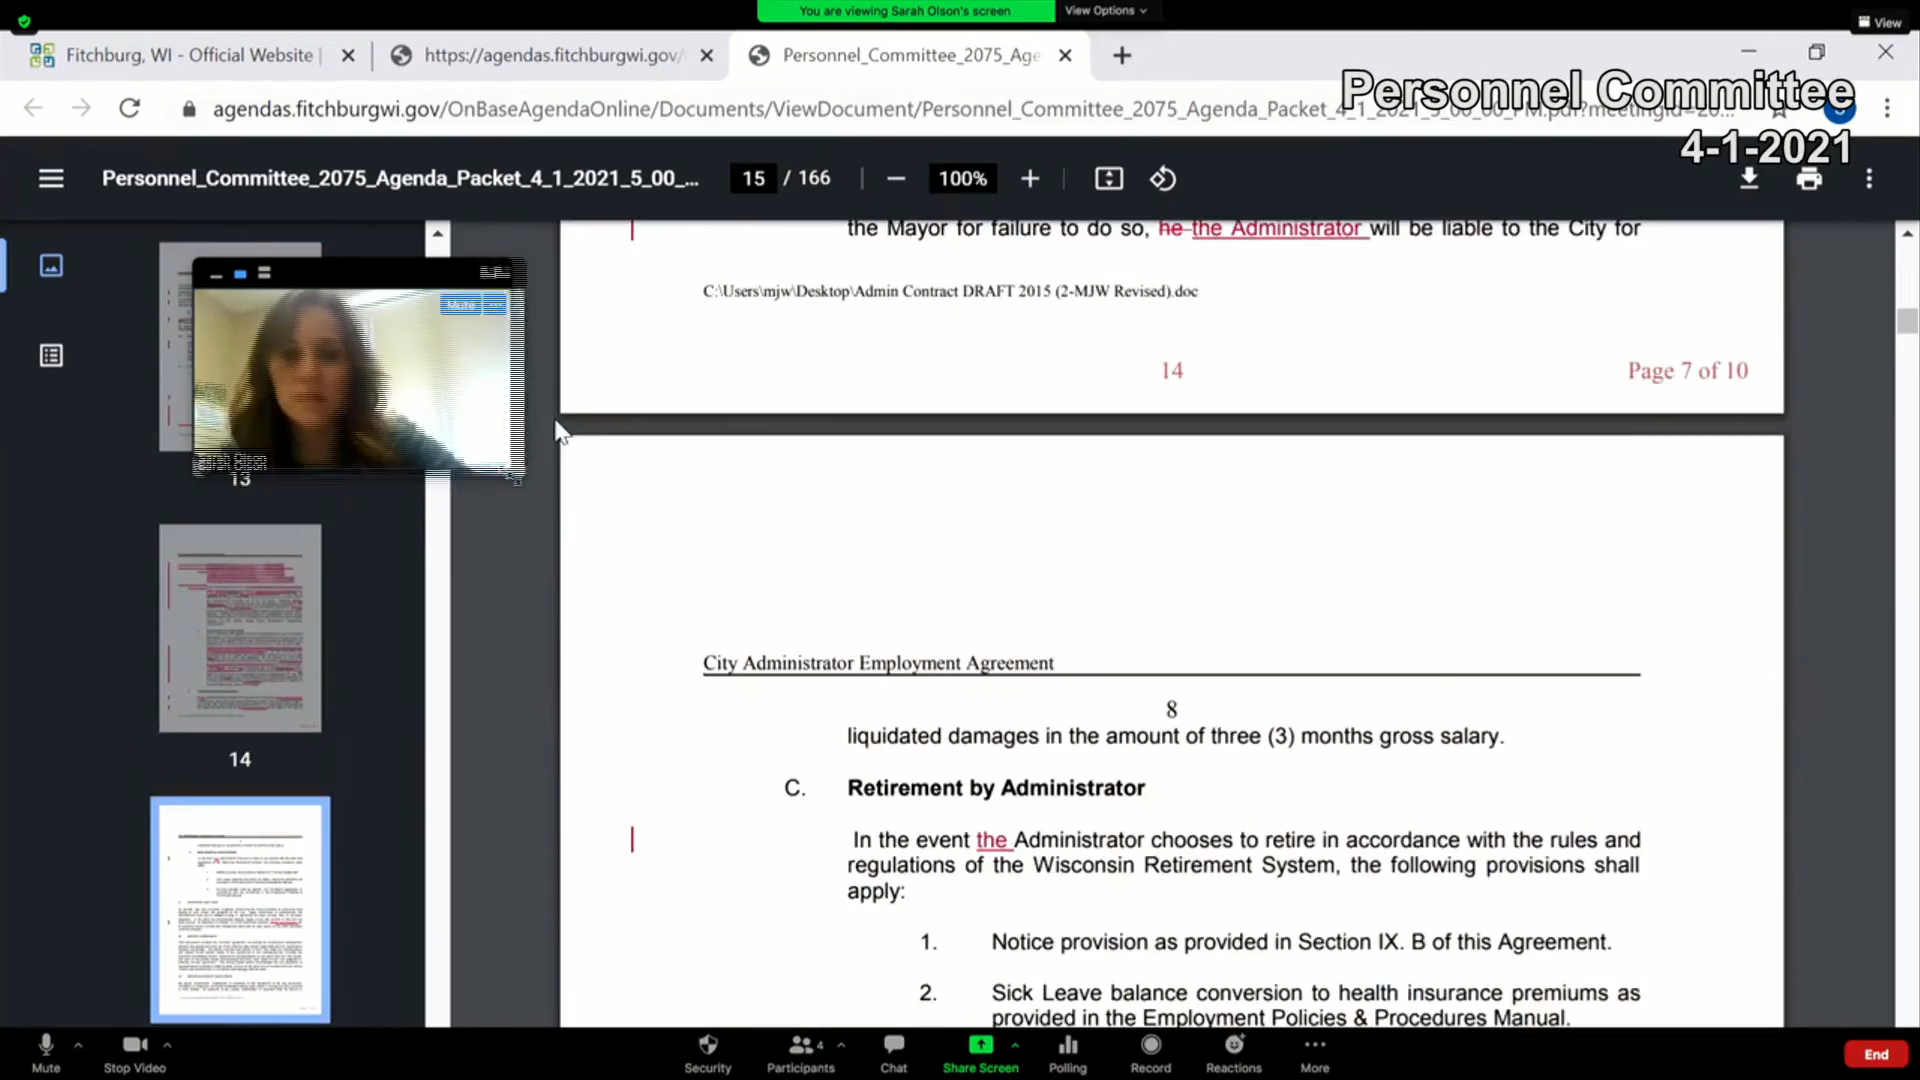 You are viewing Sarah Olson's screen
View Options
View
Fitchburg, WI - Official Website |
https://agendas.fitchburgwi.gov/
Personnel_Committee_2075_Age
Personnel Committee
4-1-2021
agendas.fitchburgwi.gov/OnBaseAgendaOnline/Documents/ViewDocument/Personnel_Committee_2075_Agenda_Packet_4_1_2021_5_00_00_PM.pdf?meetingId=20...
Personnel_Committee_2075_Agenda_Packet_4_1_2021_5_00_...
15 / 166
100%
the Mayor for failure to do so, he the Administrator will be liable to the City for
C:\Users\mjw\Desktop\Admin Contract DRAFT 2015 (2-MJW Revised).doc
14
Page 7 of 10
Mute
Sarah Olson
13
14
City Administrator Employment Agreement
8
liquidated damages in the amount of three (3) months gross salary.
C. Retirement by Administrator
In the event the Administrator chooses to retire in accordance with the rules and
regulations of the Wisconsin Retirement System, the following provisions shall
apply:
1. Notice provision as provided in Section IX. B of this Agreement.
2. Sick Leave balance conversion to health insurance premiums as
provided in the Employment Policies & Procedures Manual.
Mute
Stop Video
Security
4
Participants
Chat
Share Screen
Polling
Record
Reactions
More
End